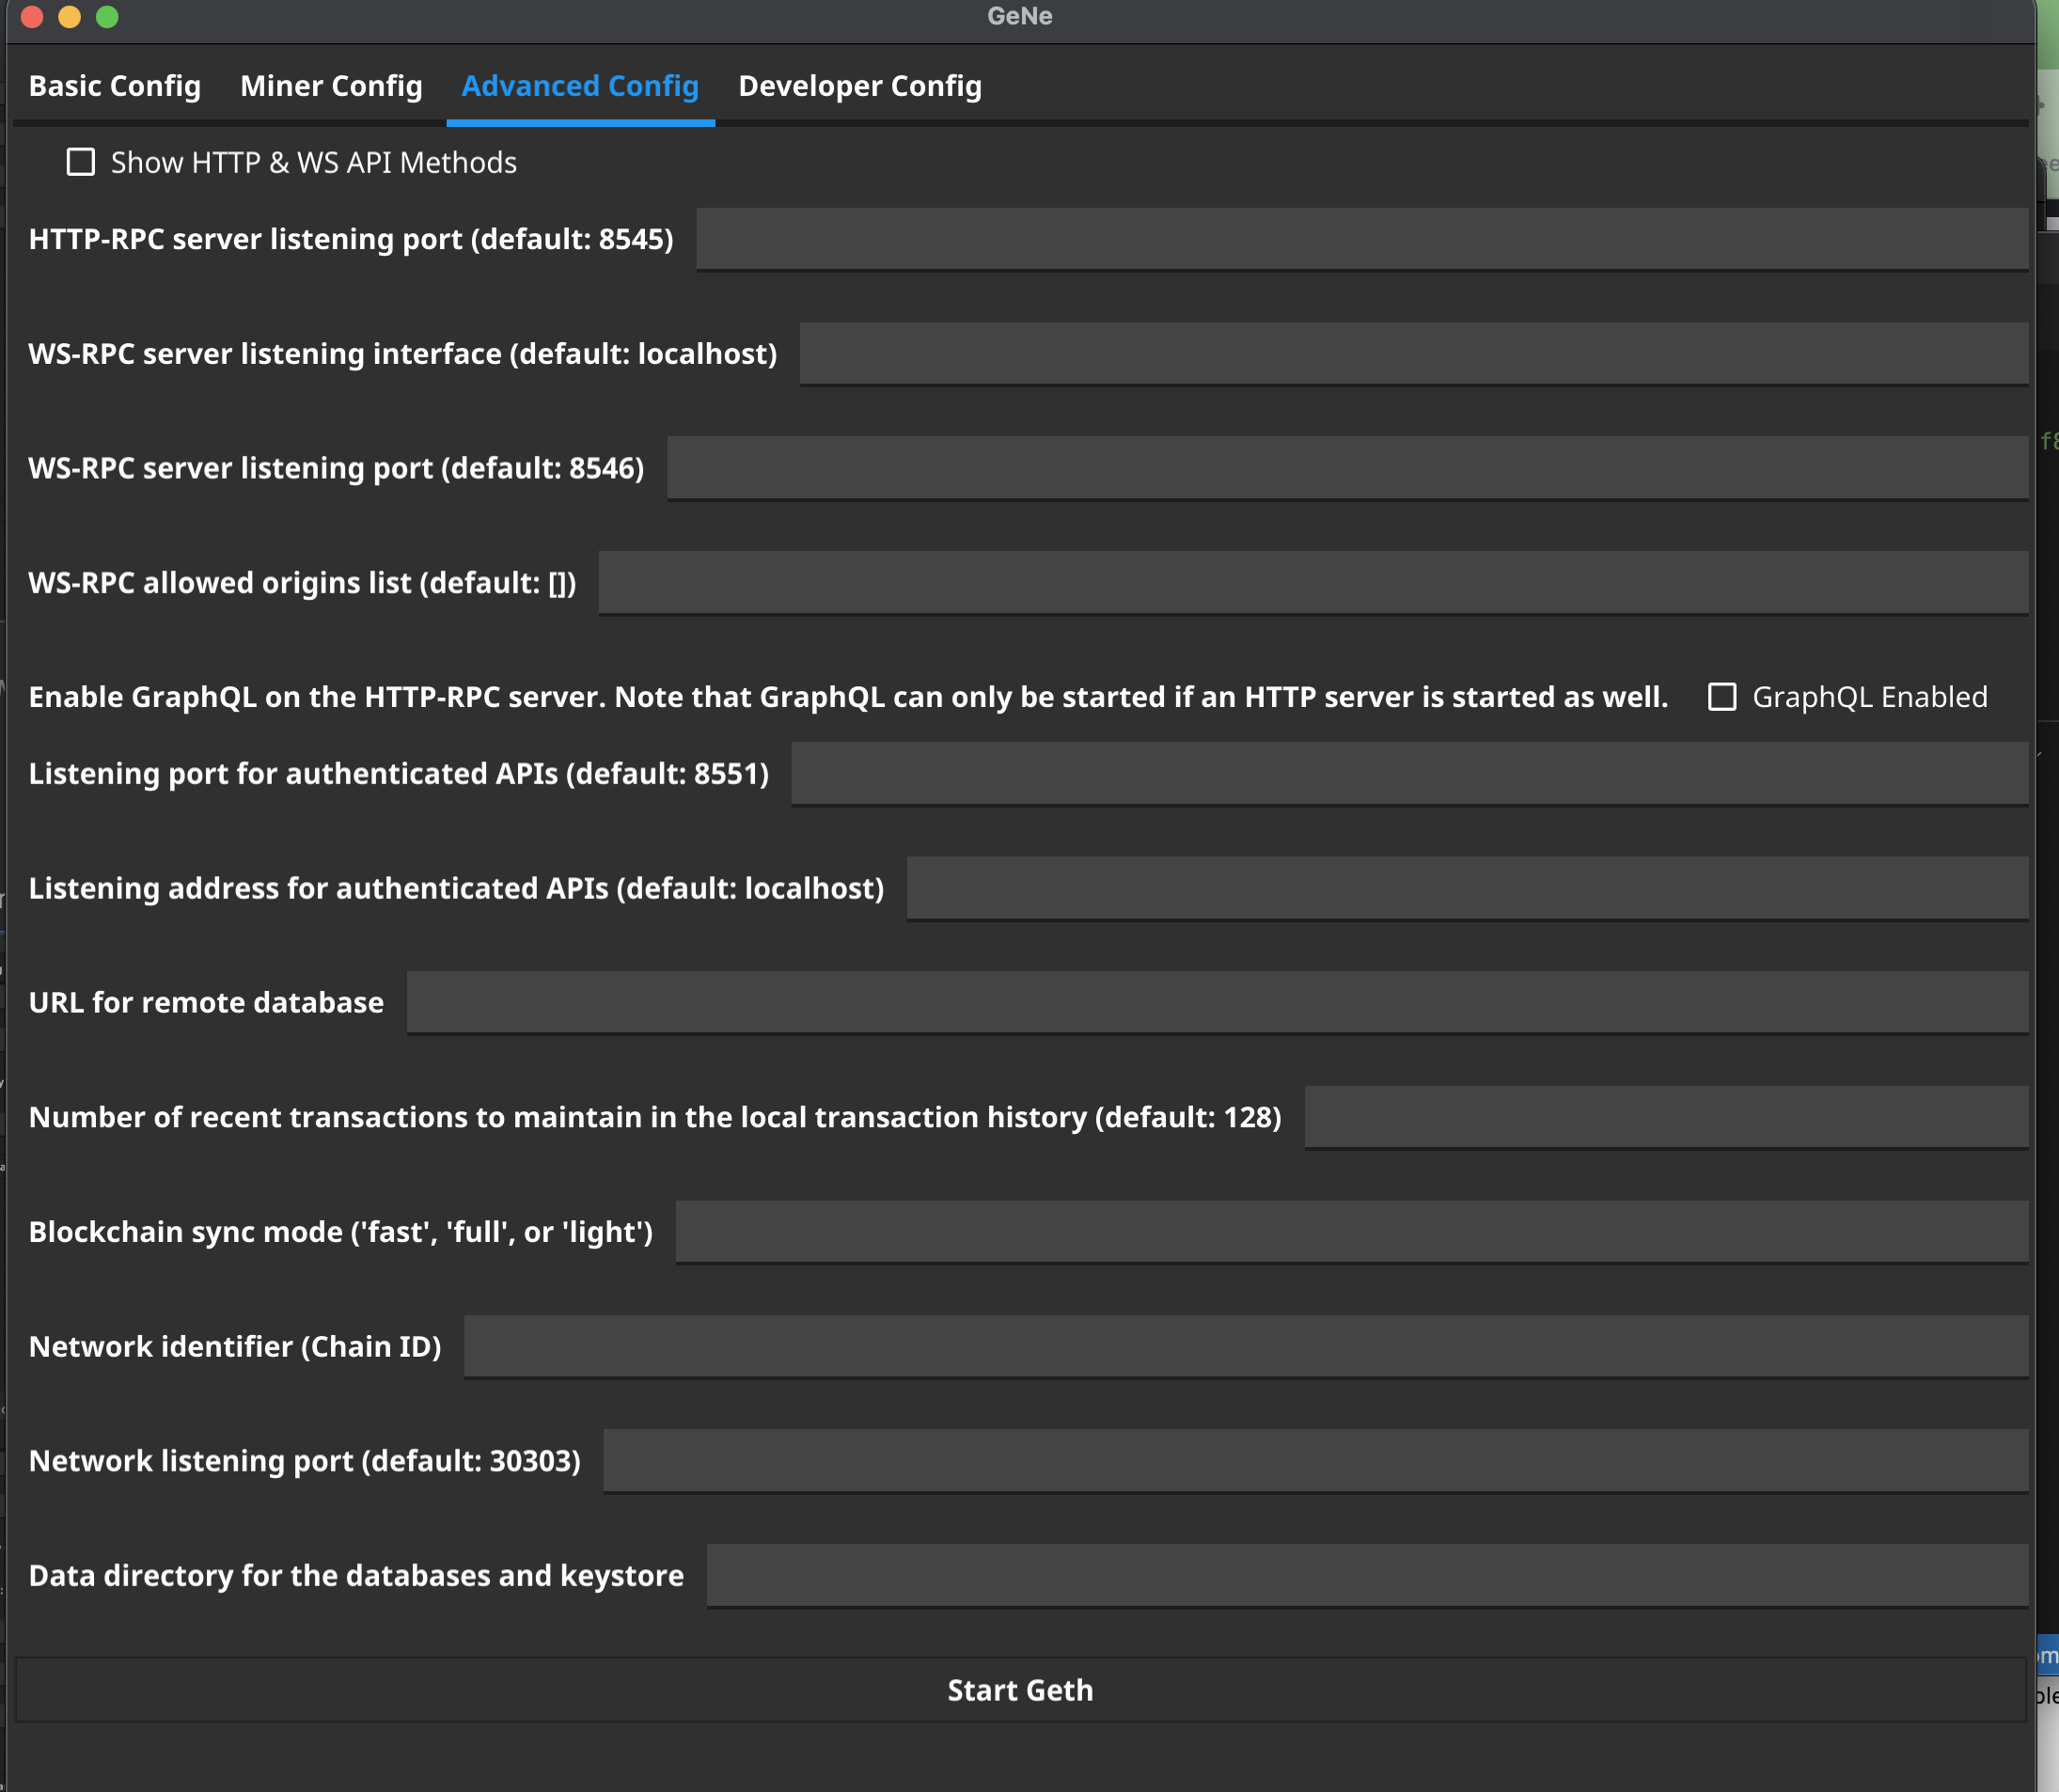 GeNe
Basic Config Miner Config Advanced Config Developer Config
Show HTTP & WS API Methods
HTTP-RPC server listening port (default: 8545)
WS-RPC server listening interface (default: localhost)
WS-RPC server listening port (default: 8546)
WS-RPC allowed origins list (default: [])
Enable GraphQL on the HTTP-RPC server. Note that GraphQL can only be started if an HTTP server is started as well. GraphQL Enabled
Listening port for authenticated APIs (default: 8551)
Listening address for authenticated APIs (default: localhost)
URL for remote database
Number of recent transactions to maintain in the local transaction history (default: 128)
Blockchain sync mode ('fast', 'full', or 'light')
Network identifier (Chain ID)
Network listening port (default: 30303)
Data directory for the databases and keystore
Start Geth